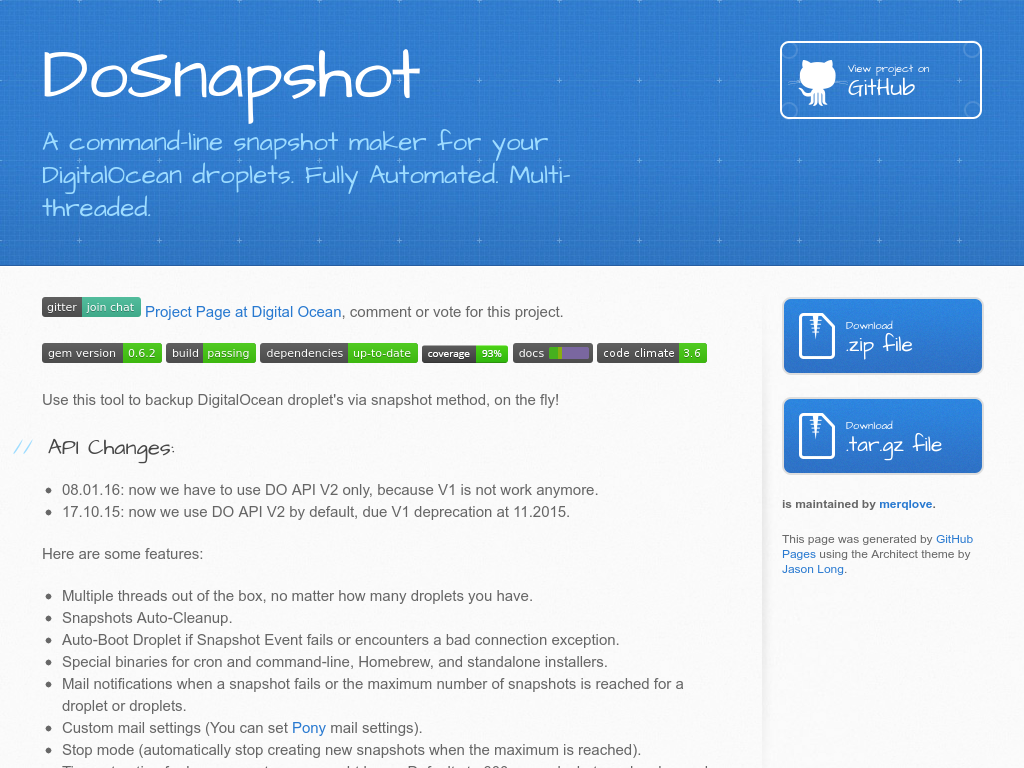 DoSnapshot
A command-line snapshot maker for your
DigitalOcean droplets. Fully Automated. Multi-
threaded.
View project on
GitHub
gitter join chat Project Page at Digital Ocean, comment or vote for this project.
gem version 0.6.2 build passing dependencies up-to-date coverage 93% docs code climate 3.6
Use this tool to backup DigitalOcean droplet's via snapshot method, on the fly!
// API Changes:
• 08.01.16: now we have to use DO API V2 only, because V1 is not work anymore.
• 17.10.15: now we use DO API V2 by default, due V1 deprecation at 11.2015.
Here are some features:
• Multiple threads out of the box, no matter how many droplets you have.
• Snapshots Auto-Cleanup.
• Auto-Boot Droplet if Snapshot Event fails or encounters a bad connection exception.
• Special binaries for cron and command-line, Homebrew, and standalone installers.
• Mail notifications when a snapshot fails or the maximum number of snapshots is reached for a
droplet or droplets.
• Custom mail settings (You can set Pony mail settings).
• Stop mode (automatically stop creating new snapshots when the maximum is reached).
Download
.zip file
Download
.tar.gz file
is maintained by merqlove.
This page was generated by GitHub
Pages using the Architect theme by
Jason Long.